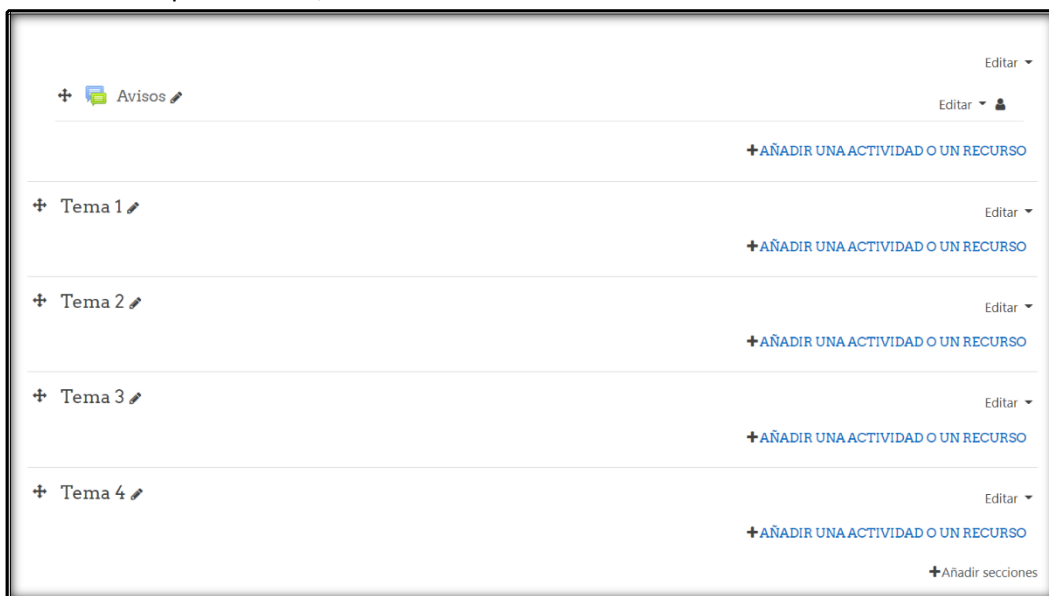 Editar
Avisos
Editar
+AÑADIR UNA ACTIVIDAD O UN RECURSO
Tema 1
Editar
+AÑADIR UNA ACTIVIDAD O UN RECURSO
Tema 2
Editar
+AÑADIR UNA ACTIVIDAD O UN RECURSO
Tema 3
Editar
+AÑADIR UNA ACTIVIDAD O UN RECURSO
Tema 4
Editar
+AÑADIR UNA ACTIVIDAD O UN RECURSO
+Añadir secciones